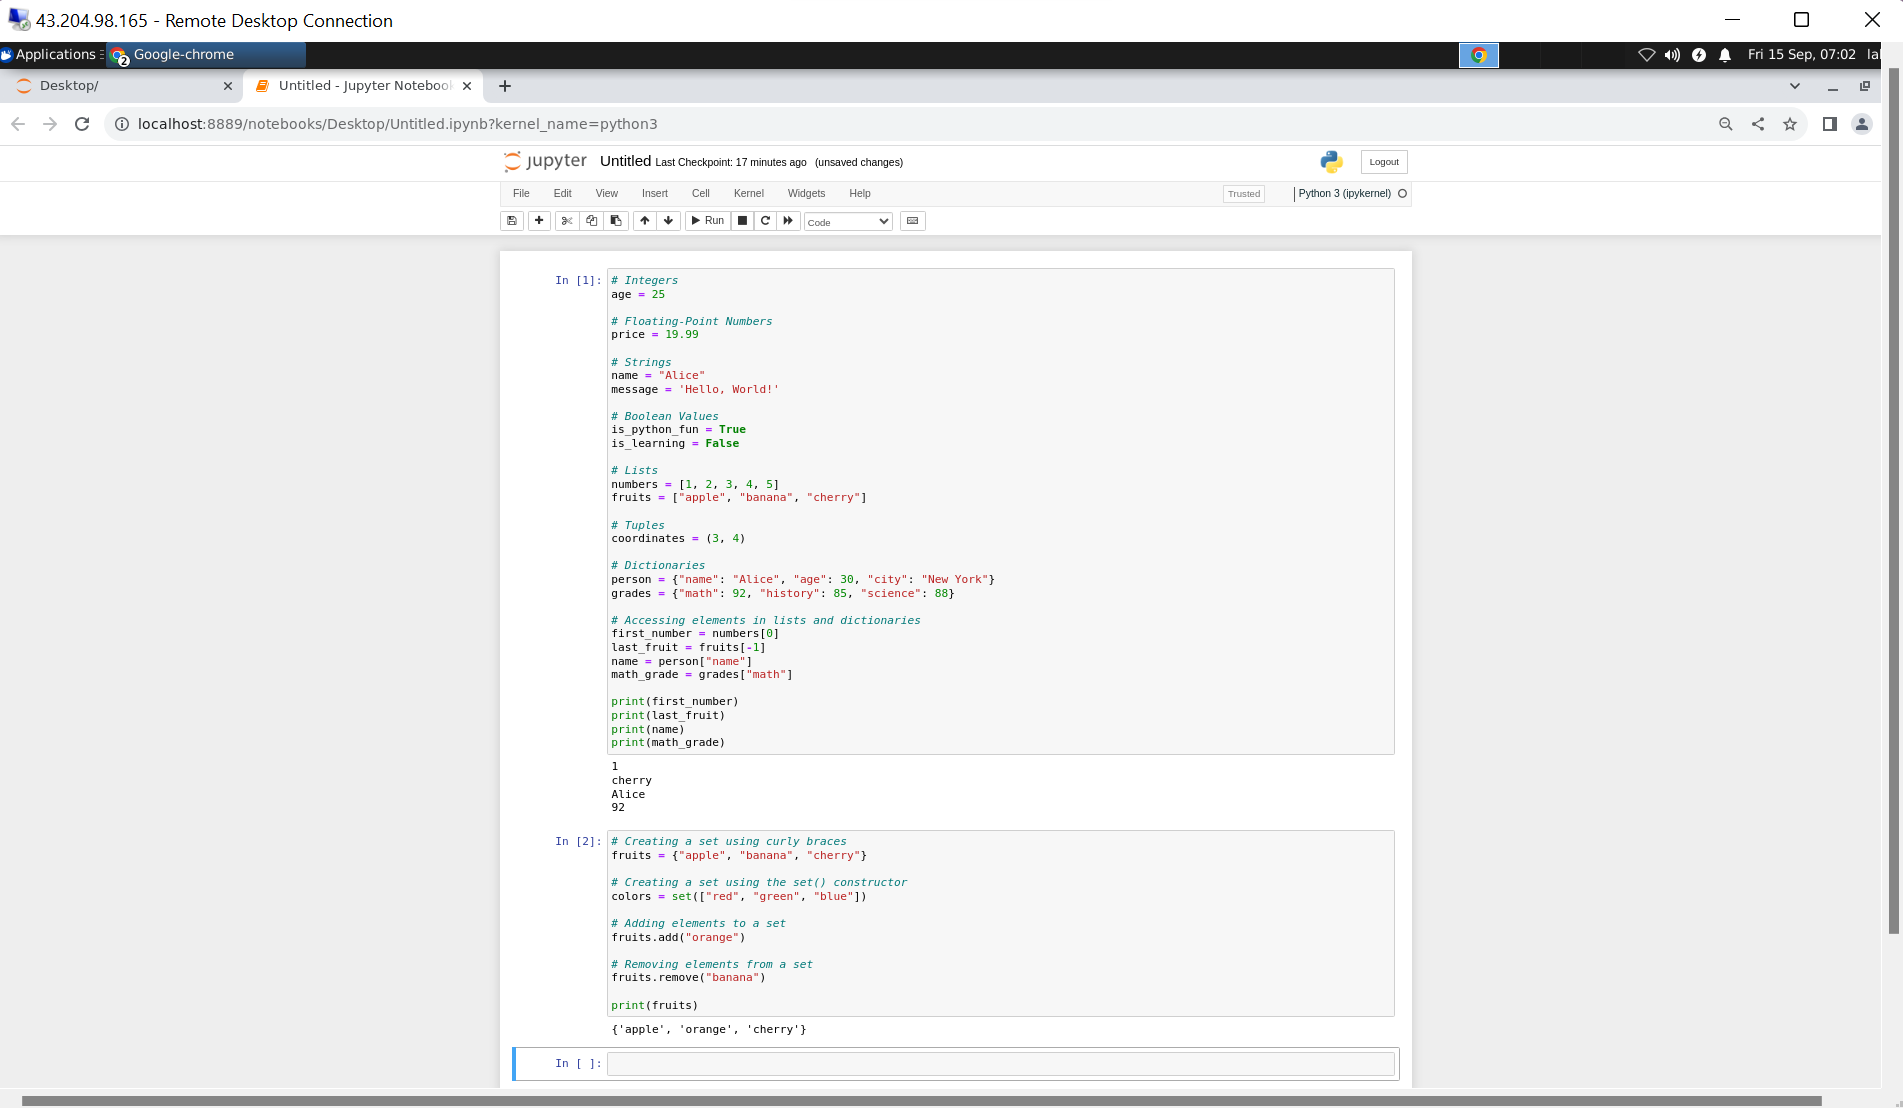 43.204.98.165 - Remote Desktop Connection
Applications Google-chrome Fri 15 Sep, 07:02
Desktop/ Untitled - Jupyter Notebook
localhost:8889/notebooks/Desktop/Untitled.ipynb?kernel_name=python3
jupyter Untitled Last Checkpoint: 17 minutes ago (unsaved changes) Logout
File Edit View Insert Cell Kernel Widgets Help Trusted Python 3 (ipykernel)
Run Code
In [1]: # Integers
age = 25
# Floating-Point Numbers
price = 19.99
# Strings
name = "Alice"
message = 'Hello, World!'
# Boolean Values
is_python_fun = True
is_learning = False
# Lists
numbers = [1, 2, 3, 4, 5]
fruits = ["apple", "banana", "cherry"]
# Tuples
coordinates = (3, 4)
# Dictionaries
person = {"name": "Alice", "age": 30, "city": "New York"}
grades = {"math": 92, "history": 85, "science": 88}
# Accessing elements in lists and dictionaries
first_number = numbers[0]
last_fruit = fruits[-1]
name = person["name"]
math_grade = grades["math"]
print(first_number)
print(last_fruit)
print(name)
print(math_grade)
1
cherry
Alice
92
In [2]: # Creating a set using curly braces
fruits = {"apple", "banana", "cherry"}
# Creating a set using the set() constructor
colors = set(["red", "green", "blue"])
# Adding elements to a set
fruits.add("orange")
# Removing elements from a set
fruits.remove("banana")
print(fruits)
{'apple', 'orange', 'cherry'}
In [ ]: